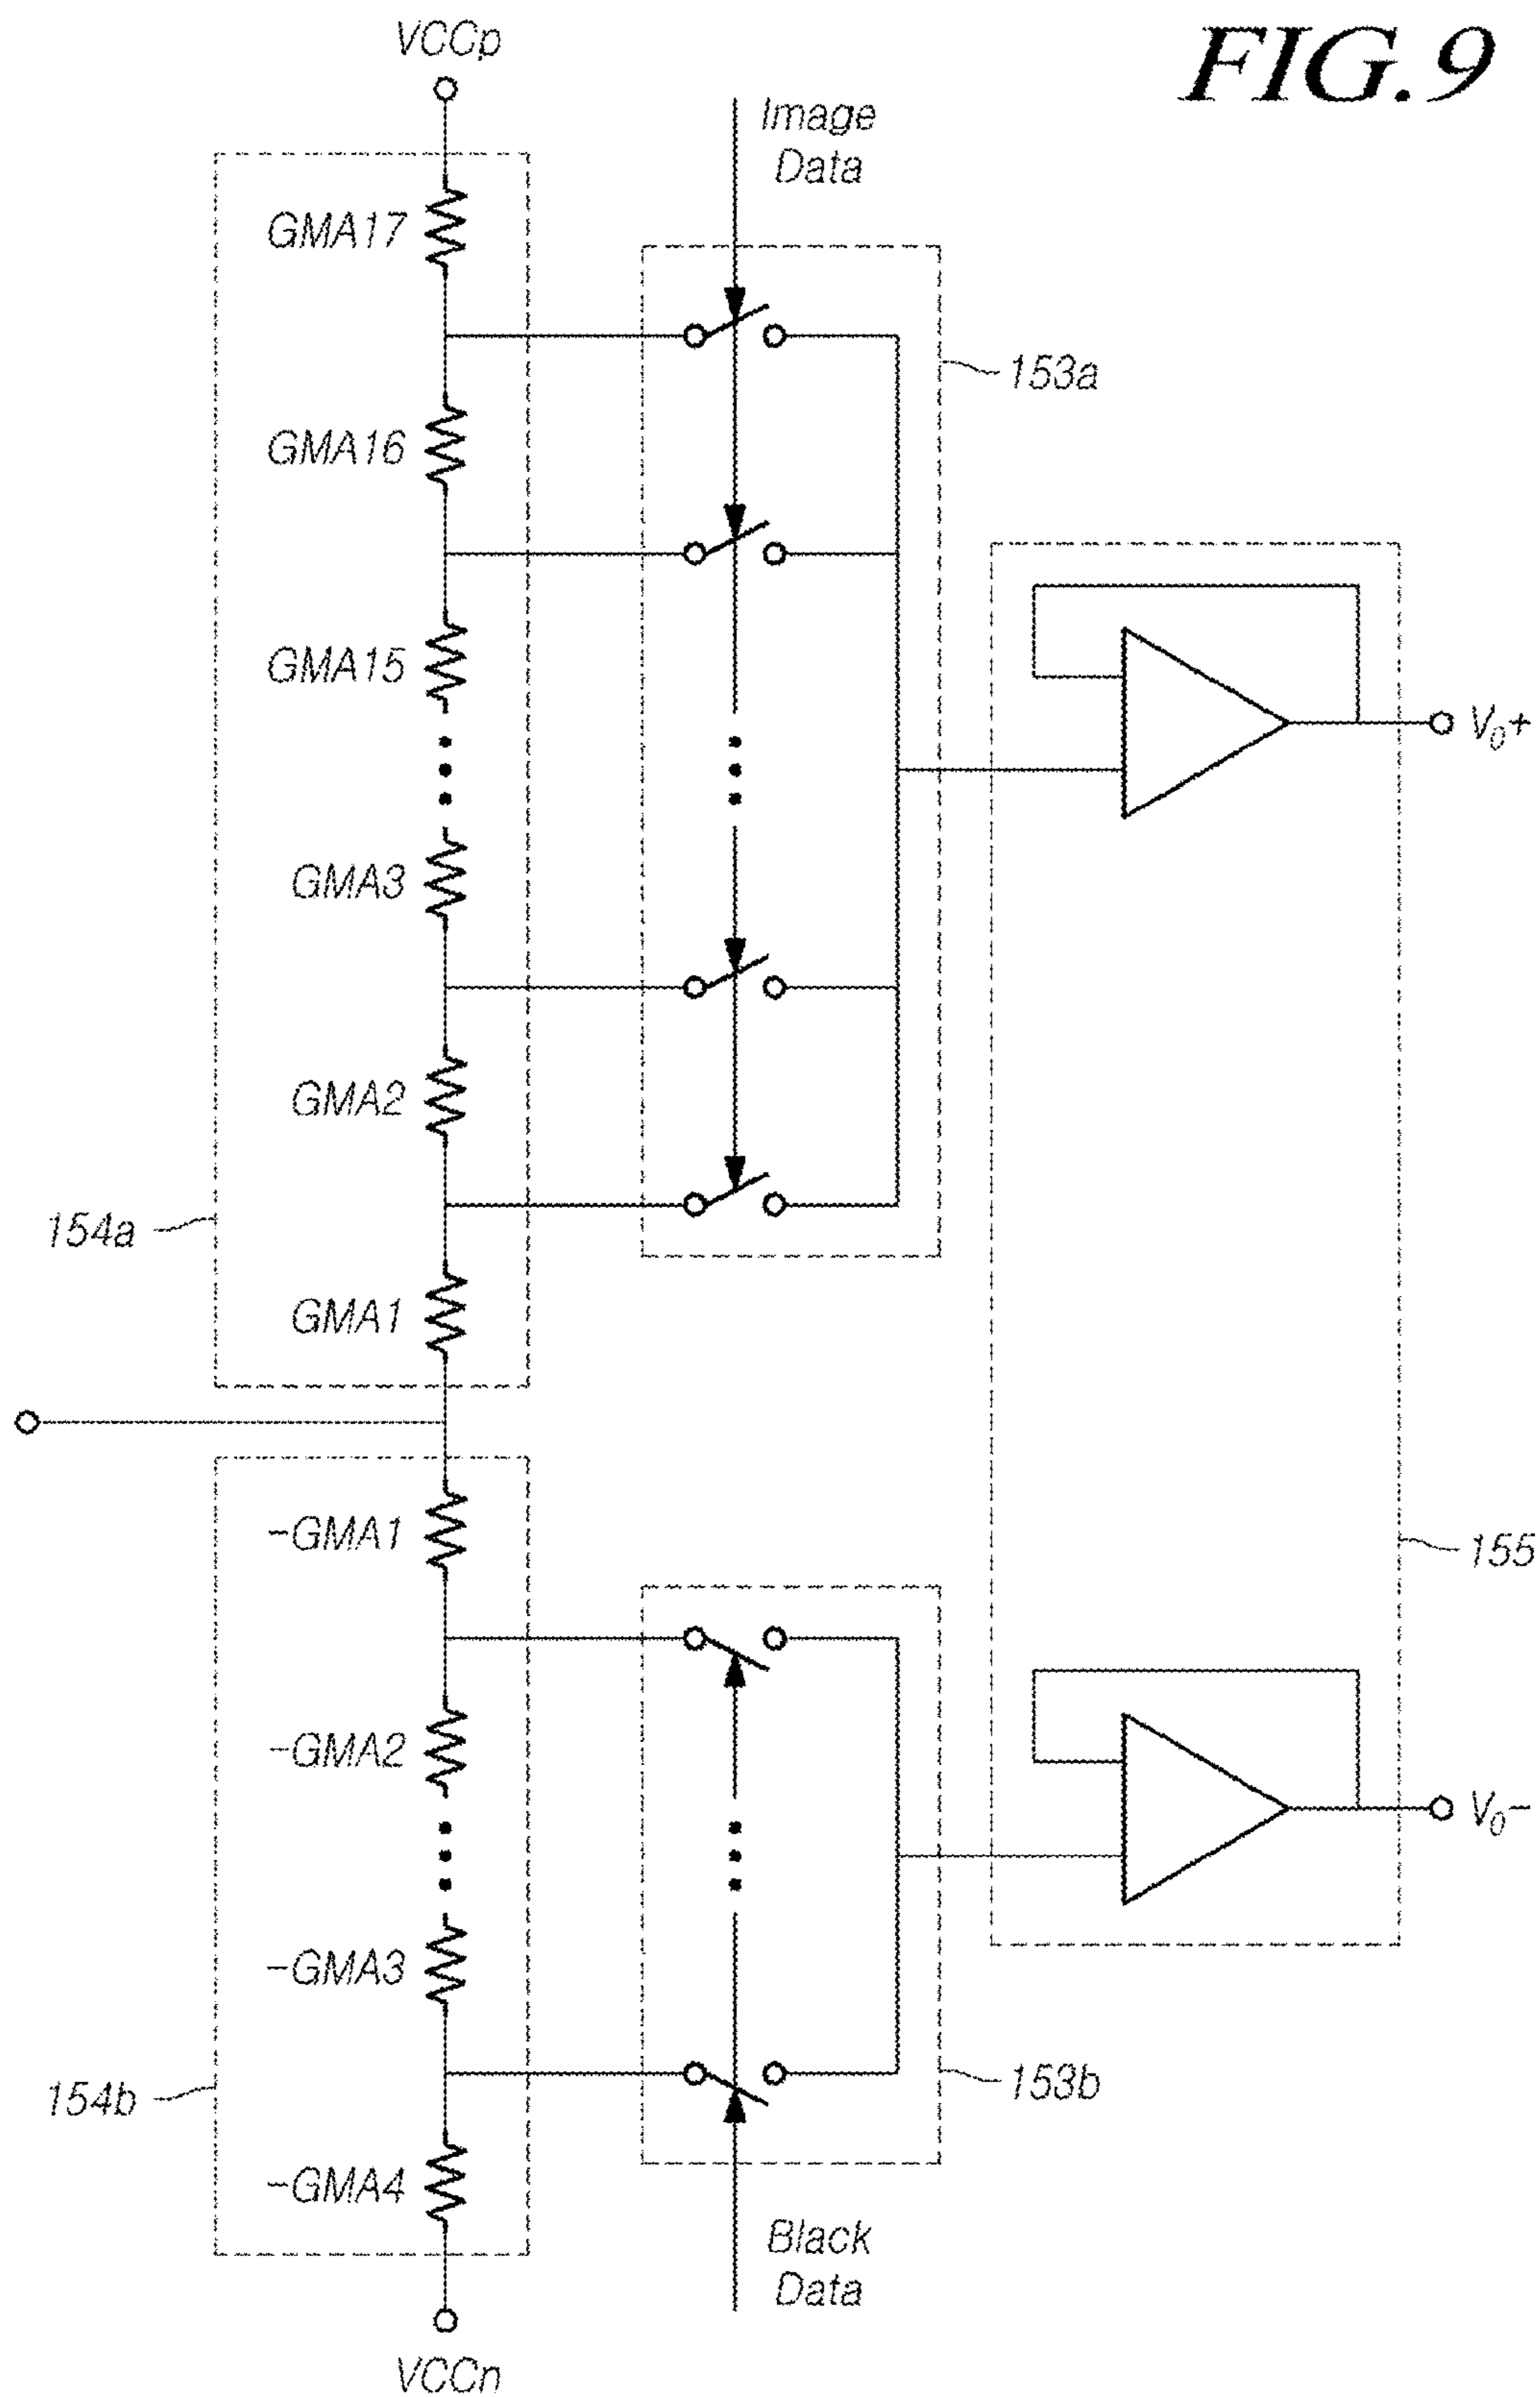 FIG.9
VCCp
Image
Data
GMA17
153a
GMA16
GMA15
V0+
GMA3
GMA2
154a
GMA1
-GMA1
155
-GMA2
V0-
-GMA3
153b
154b
-GMA4
Black
Data
VCCn